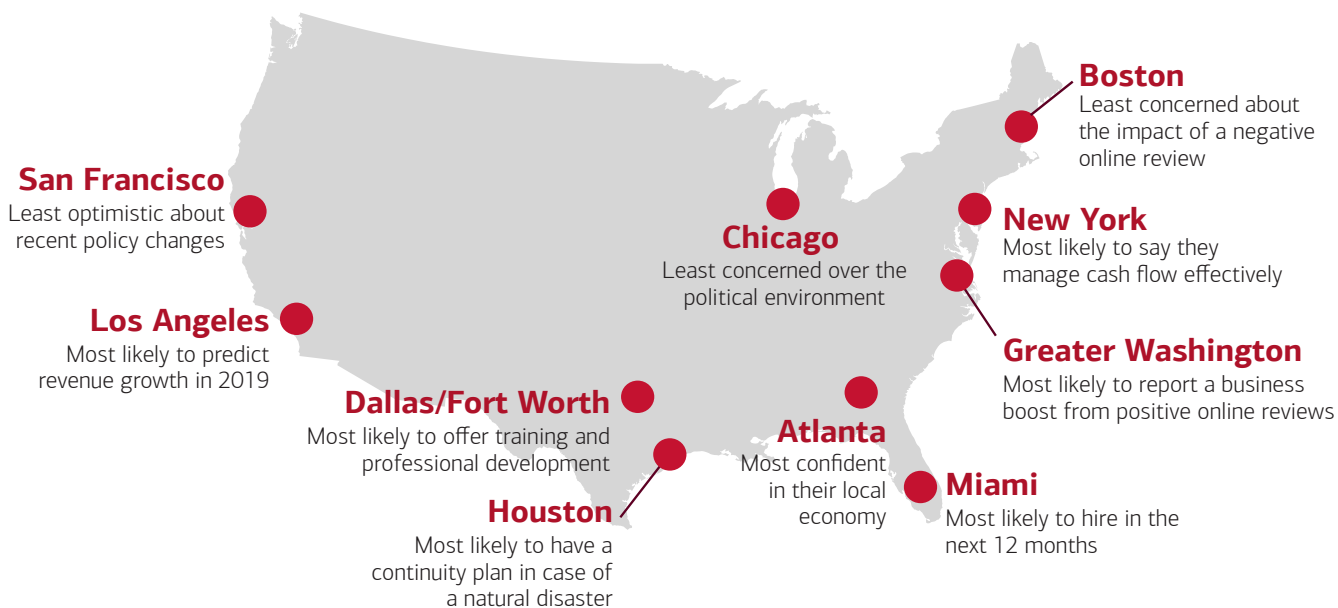 Boston
Least concerned about
the impact of a negative
online review
San Francisco
Least optimistic about
recent policy changes
Chicago
Least concerned over the
political environment
New York
Most likely to say they
manage cash flow effectively
Los Angeles
Most likely to predict
revenue growth in 2019
Greater Washington
Most likely to report a business
boost from positive online reviews
Dallas/Fort Worth
Most likely to offer training and
professional development
Atlanta
Most confident
in their local
economy
Miami
Most likely to hire in the
next 12 months
Houston
Most likely to have a
continuity plan in case of
a natural disaster